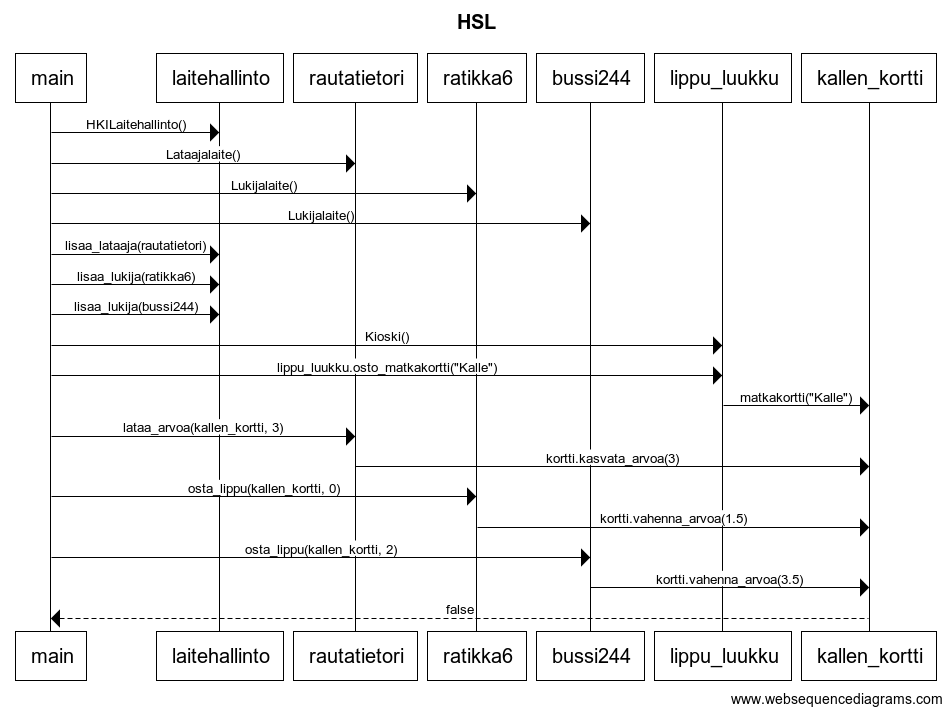 HSL
main laitehallinto rautatietori ratikka6 bussi244 lippu_luukku kallen_kortti
HKILaitehallinto()
Lataajalaite()
Lukijalaite()
Lukijalaite()
lisaa_lataaja(rautatietori)
lisaa_lukija(ratikka6)
lisaa_lukija(bussi244)
Kioski()
lippu_luukku.osto_matkakortti("Kalle")
matkakortti("Kalle")
lataa_arvoa(kallen_kortti, 3)
kortti.kasvata_arvoa(3)
osta_lippu(kallen_kortti, 0)
kortti.vahenna_arvoa(1.5)
osta_lippu(kallen_kortti, 2)
kortti.vahenna_arvoa(3.5)
false
main laitehallinto rautatietori ratikka6 bussi244 lippu_luukku kallen_kortti
www.websequencediagrams.com